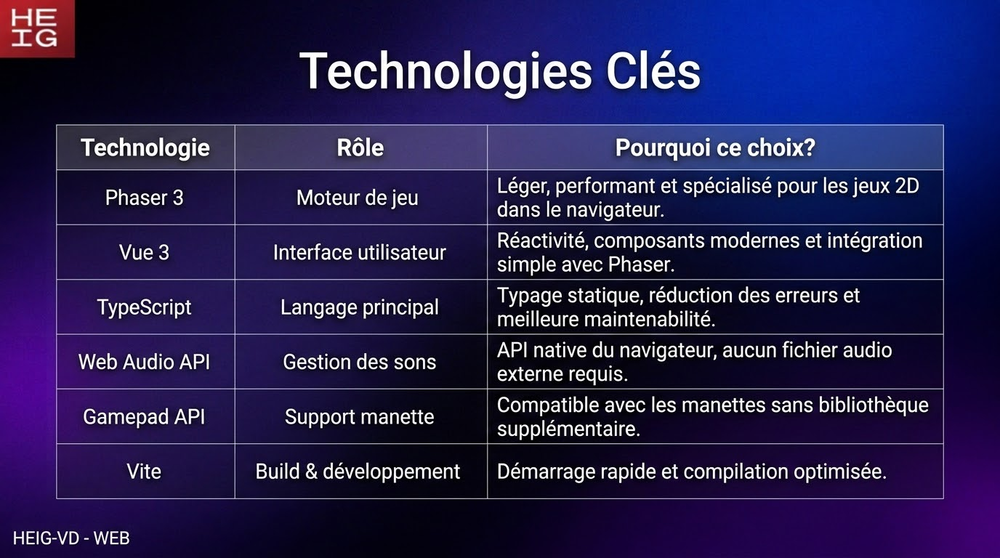 HE
IG
Technologies Clés
Technologie
Rôle
Pourquoi ce choix?
Phaser 3
Moteur de jeu
Léger, performant et spécialisé pour les jeux 2D
dans le navigateur.
Vue 3
Interface utilisateur
Réactivité, composants modernes et intégration
simple avec Phaser.
TypeScript
Langage principal
Typage statique, réduction des erreurs et
meilleure maintenabilité.
Web Audio API
Gestion des sons
API native du navigateur, aucun fichier audio
externe requis.
Gamepad API
Support manette
Compatible avec les manettes sans bibliothèque
supplémentaire.
Vite
Build & développement
Démarrage rapide et compilation optimisée.
HEIG-VD - WEB